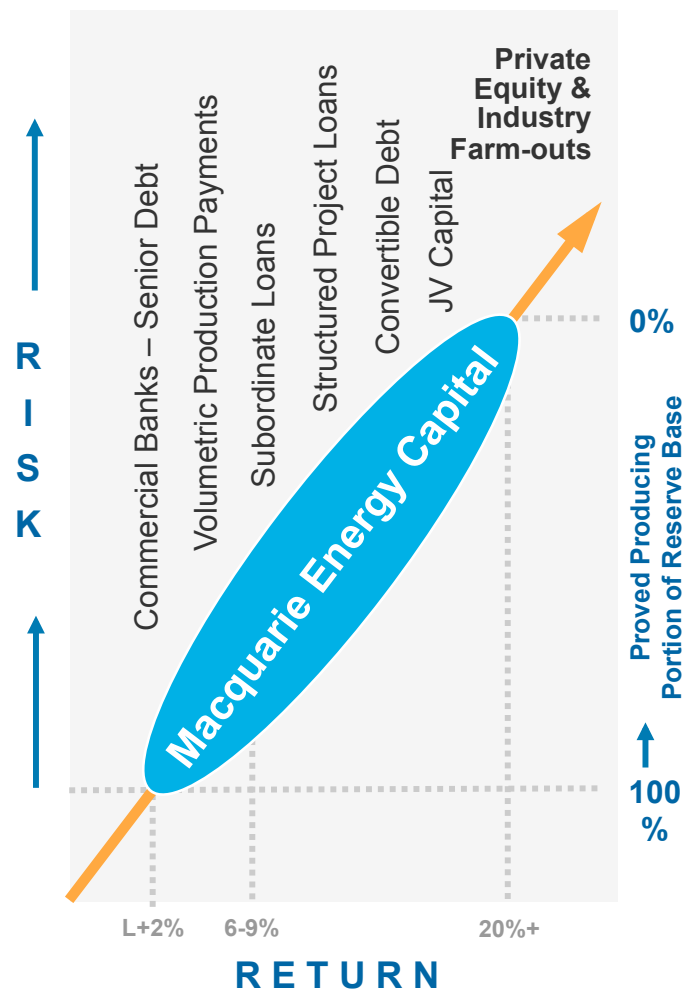 Private
Equity &
Industry
Farm-outs
Commercial Banks – Senior Debt
Volumetric Production Payments
Subordinate Loans
Structured Project Loans
Convertible Debt
JV Capital
R
I
S
K
Macquarie Energy Capital
0%
Proved Producing
Portion of Reserve Base
100
%
L+2%
6-9%
20%+
RETURN